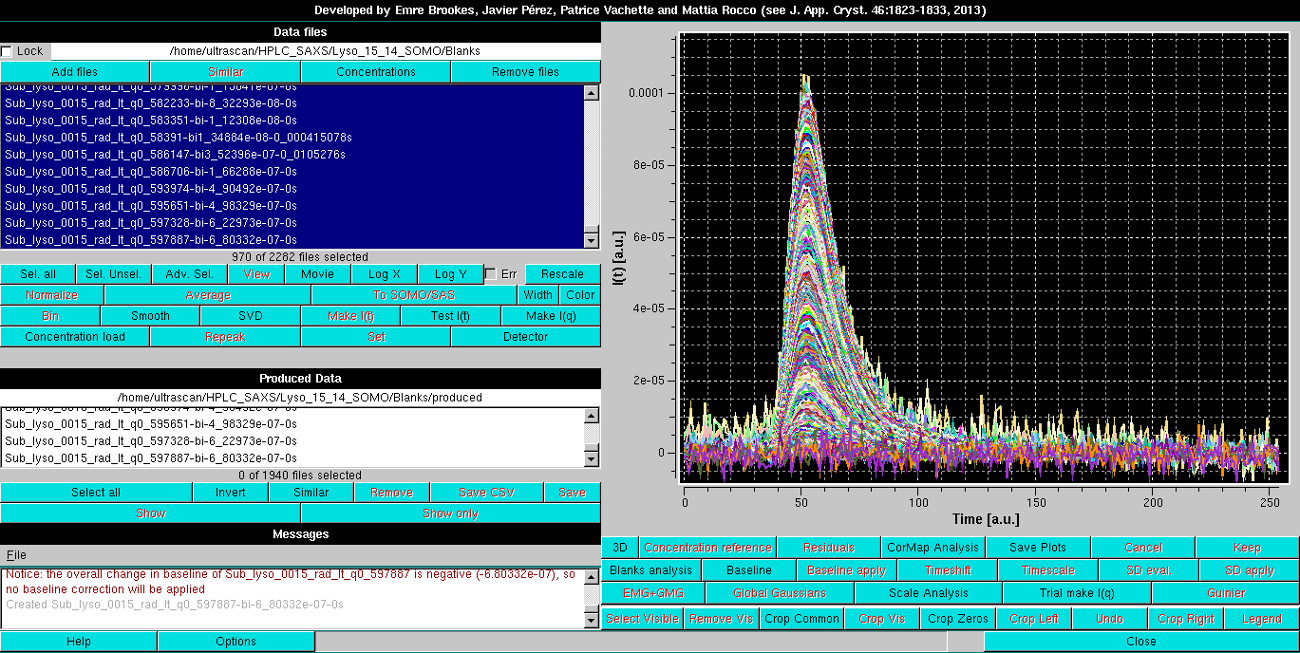 Developed by Emre Brookes, Javier Pérez, Patrice Vachette and Mattia Rocco (see J. App. Cryst. 46:1823-1833, 2013)
Data files
Lock /home/ultrascan/HPLC_SAXS/Lyso_15_14_SOMO/Blanks
Add files Similar Concentrations Remove files
Sub_lyso_0015_rad_lt_q0_582233-bi-8_32293e-08-0s
Sub_lyso_0015_rad_lt_q0_583351-bi-1_12308e-08-0s
Sub_lyso_0015_rad_lt_q0_58391-bi1_34884e-08-0_000415078s
Sub_lyso_0015_rad_lt_q0_586147-bi3_52396e-07-0_0105276s
Sub_lyso_0015_rad_lt_q0_586706-bi-1_66288e-07-0s
Sub_lyso_0015_rad_lt_q0_593974-bi-4_90492e-07-0s
Sub_lyso_0015_rad_lt_q0_595651-bi-4_98329e-07-0s
Sub_lyso_0015_rad_lt_q0_597328-bi-6_22973e-07-0s
Sub_lyso_0015_rad_lt_q0_597887-bi-6_80332e-07-0s
970 of 2282 files selected
Sel. all Sel. Unsel. Adv. Sel. View Movie Log X Log Y Err Rescale
Normalize Average To SOMO/SAS Width Color
Bin Smooth SVD Make I(t) Test I(t) Make I(q)
Concentration load Repeak Set Detector
Produced Data
/home/ultrascan/HPLC_SAXS/Lyso_15_14_SOMO/Blanks/produced
Sub_lyso_0015_rad_lt_q0_595651-bi-4_98329e-07-0s
Sub_lyso_0015_rad_lt_q0_597328-bi-6_22973e-07-0s
Sub_lyso_0015_rad_lt_q0_597887-bi-6_80332e-07-0s
0 of 1940 files selected
Select all Invert Similar Remove Save CSV Save
Show Show only
Messages
File
Notice: the overall change in baseline of Sub_lyso_0015_rad_lt_q0_597887 is negative (-6.80332e-07), so
no baseline correction will be applied
Created Sub_lyso_0015_rad_lt_q0_597887-bi-6_80332e-07-0s
Help Options
I(t) [a.u.]
0.0001
8e-05
6e-05
4e-05
2e-05
0
0 50 100 150 200 250
Time [a.u.]
3D Concentration reference Residuals CorMap Analysis Save Plots Cancel Keep
Blanks analysis Baseline Baseline apply Timeshift Timescale SD eval. SD apply
EMG+GMG Global Gaussians Scale Analysis Trial make I(q) Guinier
Select Visible Remove Vis Crop Common Crop Vis Crop Zeros Crop Left Undo Crop Right Legend
Close